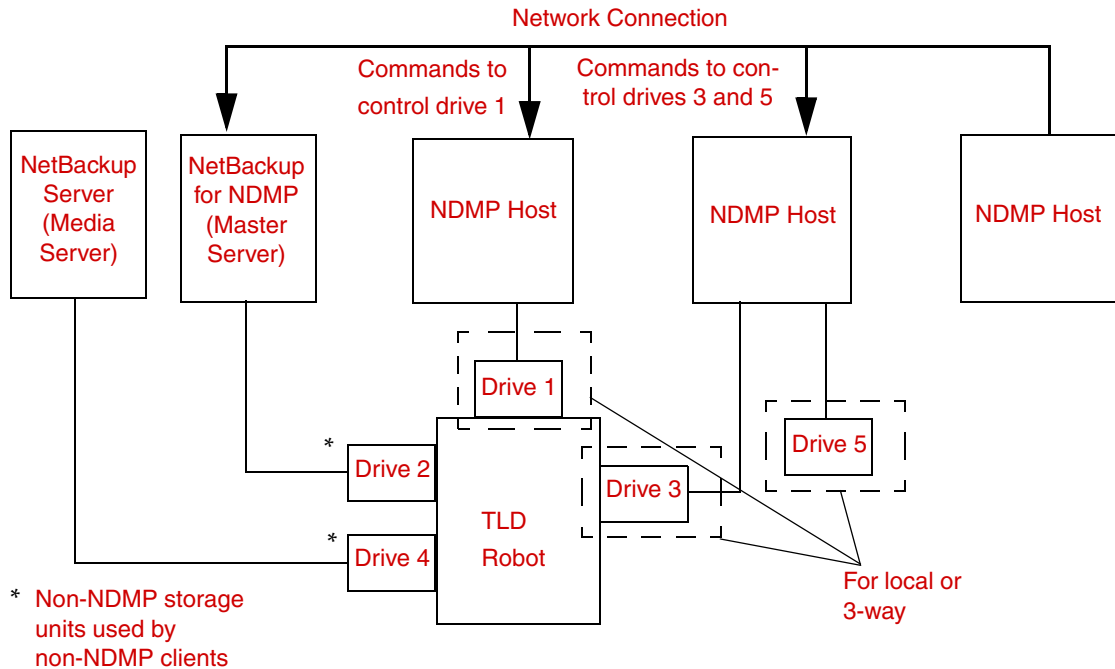 Network Connection
Commands to
control drive 1
Commands to con-
trol drives 3 and 5
NetBackup
Server
(Media
Server)
NetBackup
for NDMP
(Master
Server)
NDMP Host
NDMP Host
NDMP Host
Drive 1
* Drive 2
Drive 3
Drive 5
* Drive 4
TLD
Robot
For local or
3-way
* Non-NDMP storage
units used by
non-NDMP clients